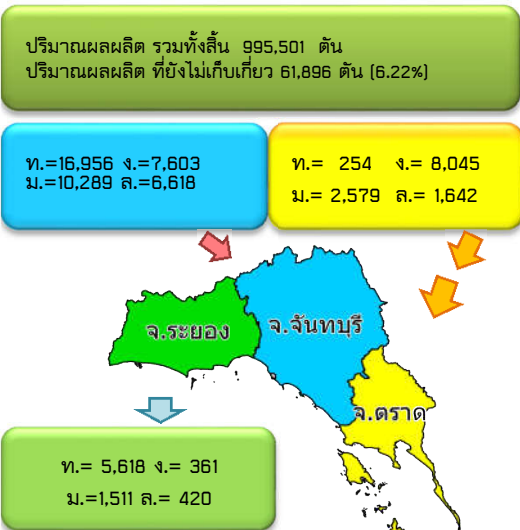 ปริมาณผลผลิต รวมทั้งสิ้น 995,501 ตัน
ปริมาณผลผลิต ที่ยังไม่เก็บเกี่ยว 61,896 ตัน (6.22%)
ท.=16,956 ง.=7,603
ม.=10,289 ล.=6,618
ท.= 254 ง.= 8,045
ม.= 2,579 ล.= 1,642
จ.ระยอง
จ.จันทบุรี
จ.ตราด
ท.= 5,618 ง.= 361
ม.=1,511 ล.= 420